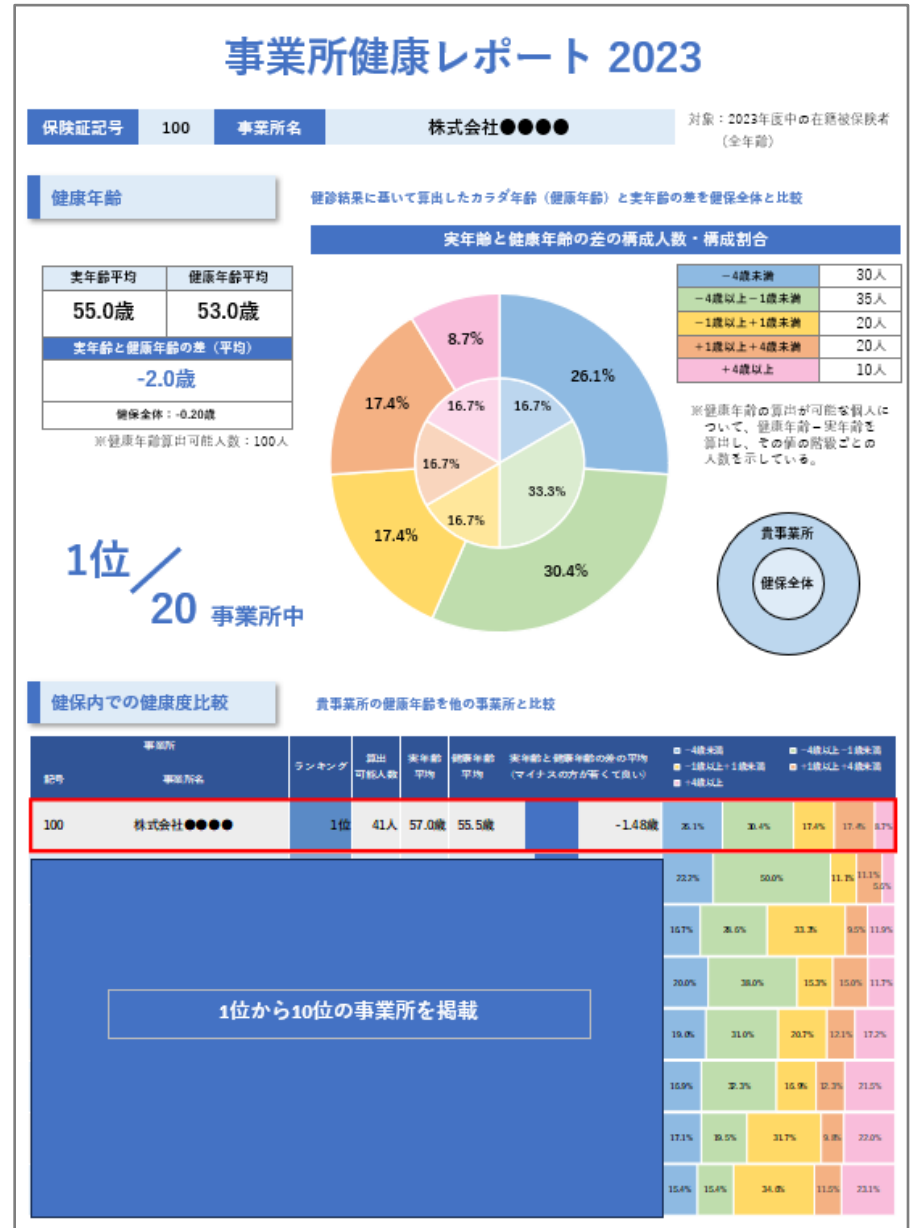 事業所健康レポート 2023
保険証記号 100 事業所名 株式会社●●●●
対象：2023年度中の在籍被保険者
（全年齢）
健康年齢
健診結果に基いて算出したカラダ年齢（健康年齢）と実年齢の差を健保全体と比較
実年齢と健康年齢の差の構成人数・構成割合
実年齢平均 健康年齢平均
55.0歳 53.0歳
実年齢と健康年齢の差（平均）
-2.0歳
健保全体：-0.20歳
※健康年齢算出可能人数：100人
1位／20 事業所中
8.7%
26.1%
17.4%
16.7% 16.7%
16.7%
33.3%
16.7%
17.4%
30.4%
－4歳未満 30人
－4歳以上－1歳未満 35人
－1歳以上＋1歳未満 20人
＋1歳以上＋4歳未満 20人
＋4歳以上 10人
※健康年齢の算出が可能な個人に
ついて、健康年齢－実年齢を
算出し、その値の階級ごとの
人数を示している。
貴事業所
健保全体
健保内での健康度比較
貴事業所の健康年齢を他の事業所と比較
事業所
記号 事業所名
ランキング
算出
可能人数
実年齢
平均
健康年齢
平均
実年齢と健康年齢の差の平均
（マイナスの方が若くて良い）
－4歳未満 －4歳以上－1歳未満
－1歳以上＋1歳未満 ＋1歳以上＋4歳未満
＋4歳以上
100 株式会社●●●● 1位 41人 57.0歳 55.5歳 -1.48歳 26.1% 30.4% 17.4% 17.4% 8.7%
22.2% 50.0% 11.1% 11.1% 5.6%
16.7% 28.6% 33.3% 9.5% 11.9%
20.0% 38.0% 15.3% 15.0% 11.7%
19.0% 31.0% 20.7% 12.1% 17.2%
16.9% 32.3% 16.9% 12.3% 21.5%
17.1% 19.5% 31.7% 9.8% 22.0%
15.4% 15.4% 34.6% 11.5% 23.1%
1位から10位の事業所を掲載